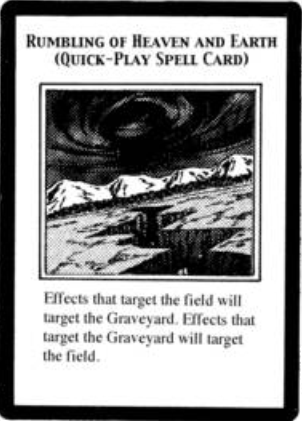 RUMBLING OF HEAVEN AND EARTH
(QUICK-PLAY SPELL CARD)
Effects that target the field will
target the Graveyard. Effects that
target the Graveyard will target
the field.